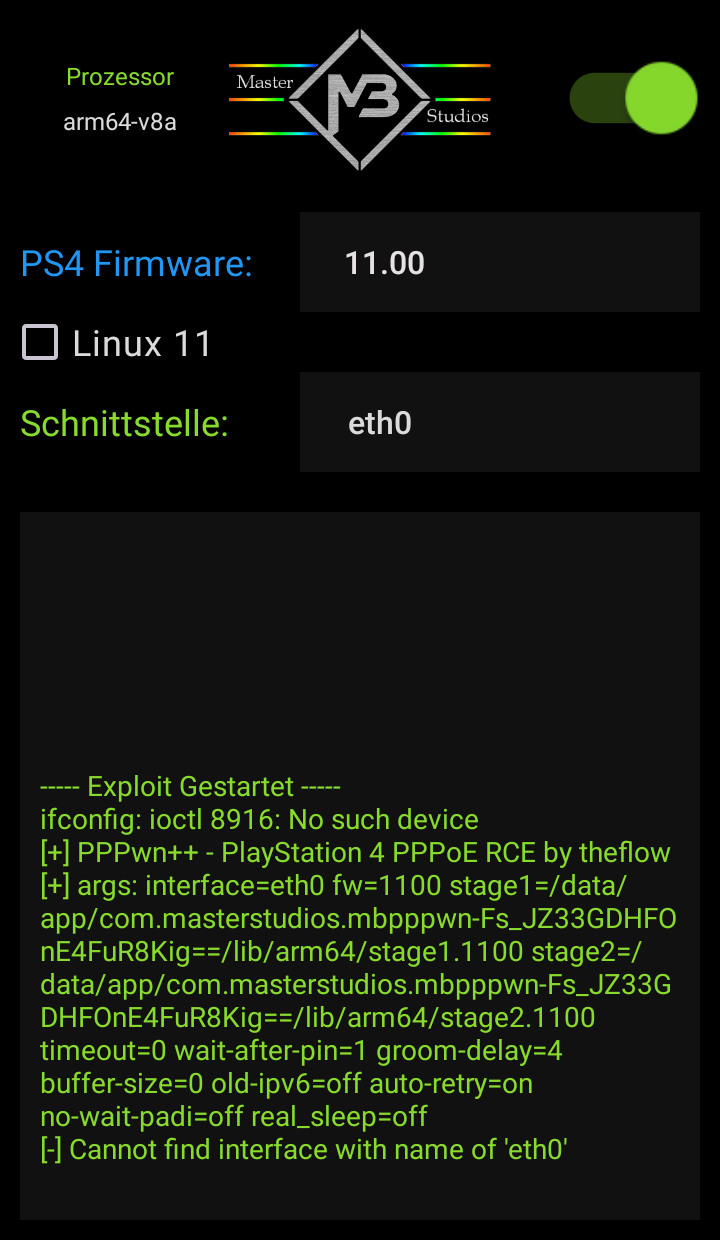 Prozessor
arm64-v8a
Master
MB
Studios
PS4 Firmware:
11.00
Linux 11
Schnittstelle:
eth0
----- Exploit Gestartet -----
ifconfig: ioctl 8916: No such device
[+] PPPwn++ - PlayStation 4 PPPoE RCE by theflow
[+] args: interface=eth0 fw=1100 stage1=/data/
app/com.masterstudios.mbpppwn-Fs_JZ33GDHFO
nE4FuR8Kig==/lib/arm64/stage1.1100 stage2=/
data/app/com.masterstudios.mbpppwn-Fs_JZ33G
DHFOnE4FuR8Kig==/lib/arm64/stage2.1100
timeout=0 wait-after-pin=1 groom-delay=4
buffer-size=0 old-ipv6=off auto-retry=on
no-wait-padi=off real_sleep=off
[-] Cannot find interface with name of 'eth0'